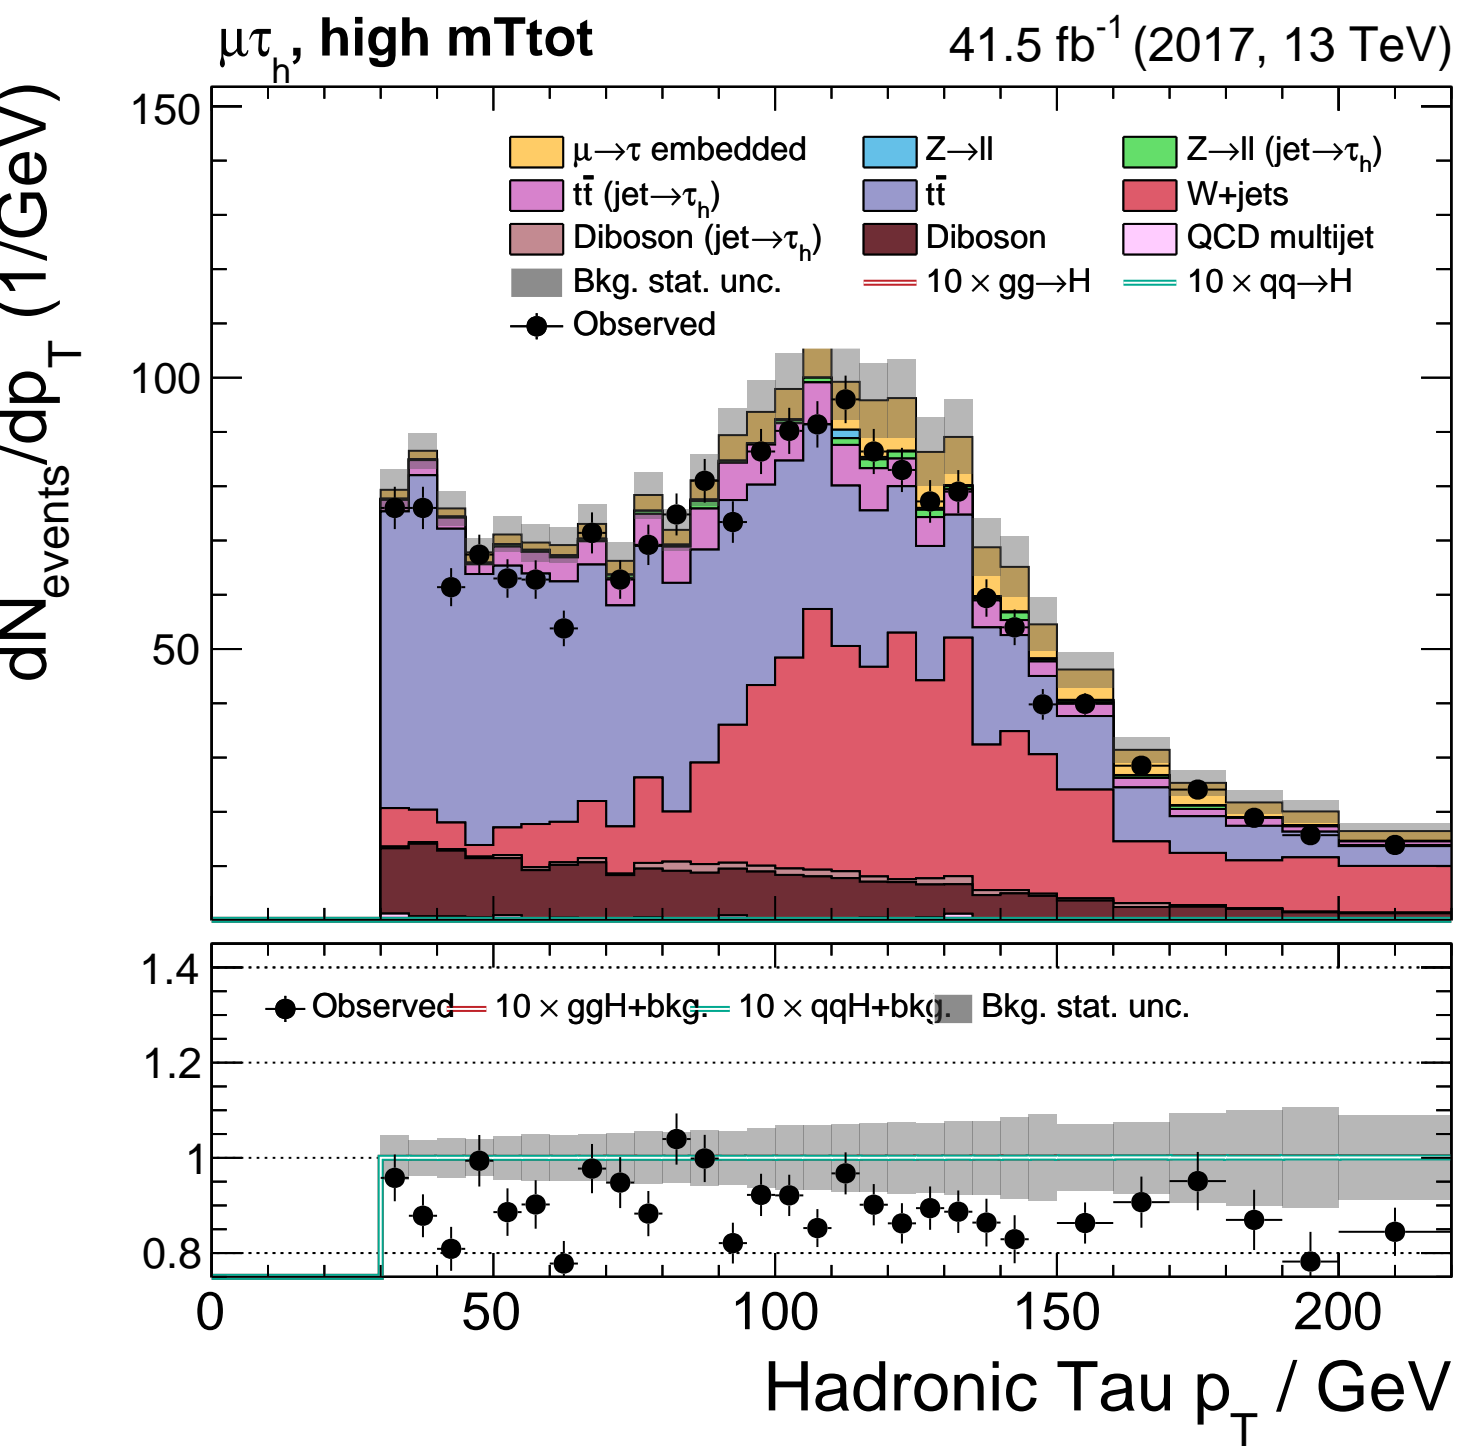 μτh, high mTtot 41.5 fb-1 (2017, 13 TeV)
dNevents/dpT (1/GeV)
150
100
50
μ→τ embedded Z→ll Z→ll (jet→τh)
tt̄ (jet→τh) tt̄ W+jets
Diboson (jet→τh) Diboson QCD multijet
Bkg. stat. unc. 10 × gg→H 10 × qq→H
Observed
1.4
1.2
1
0.8
Observed 10 × ggH+bkg. 10 × qqH+bkg. Bkg. stat. unc.
0 50 100 150 200
Hadronic Tau pT / GeV